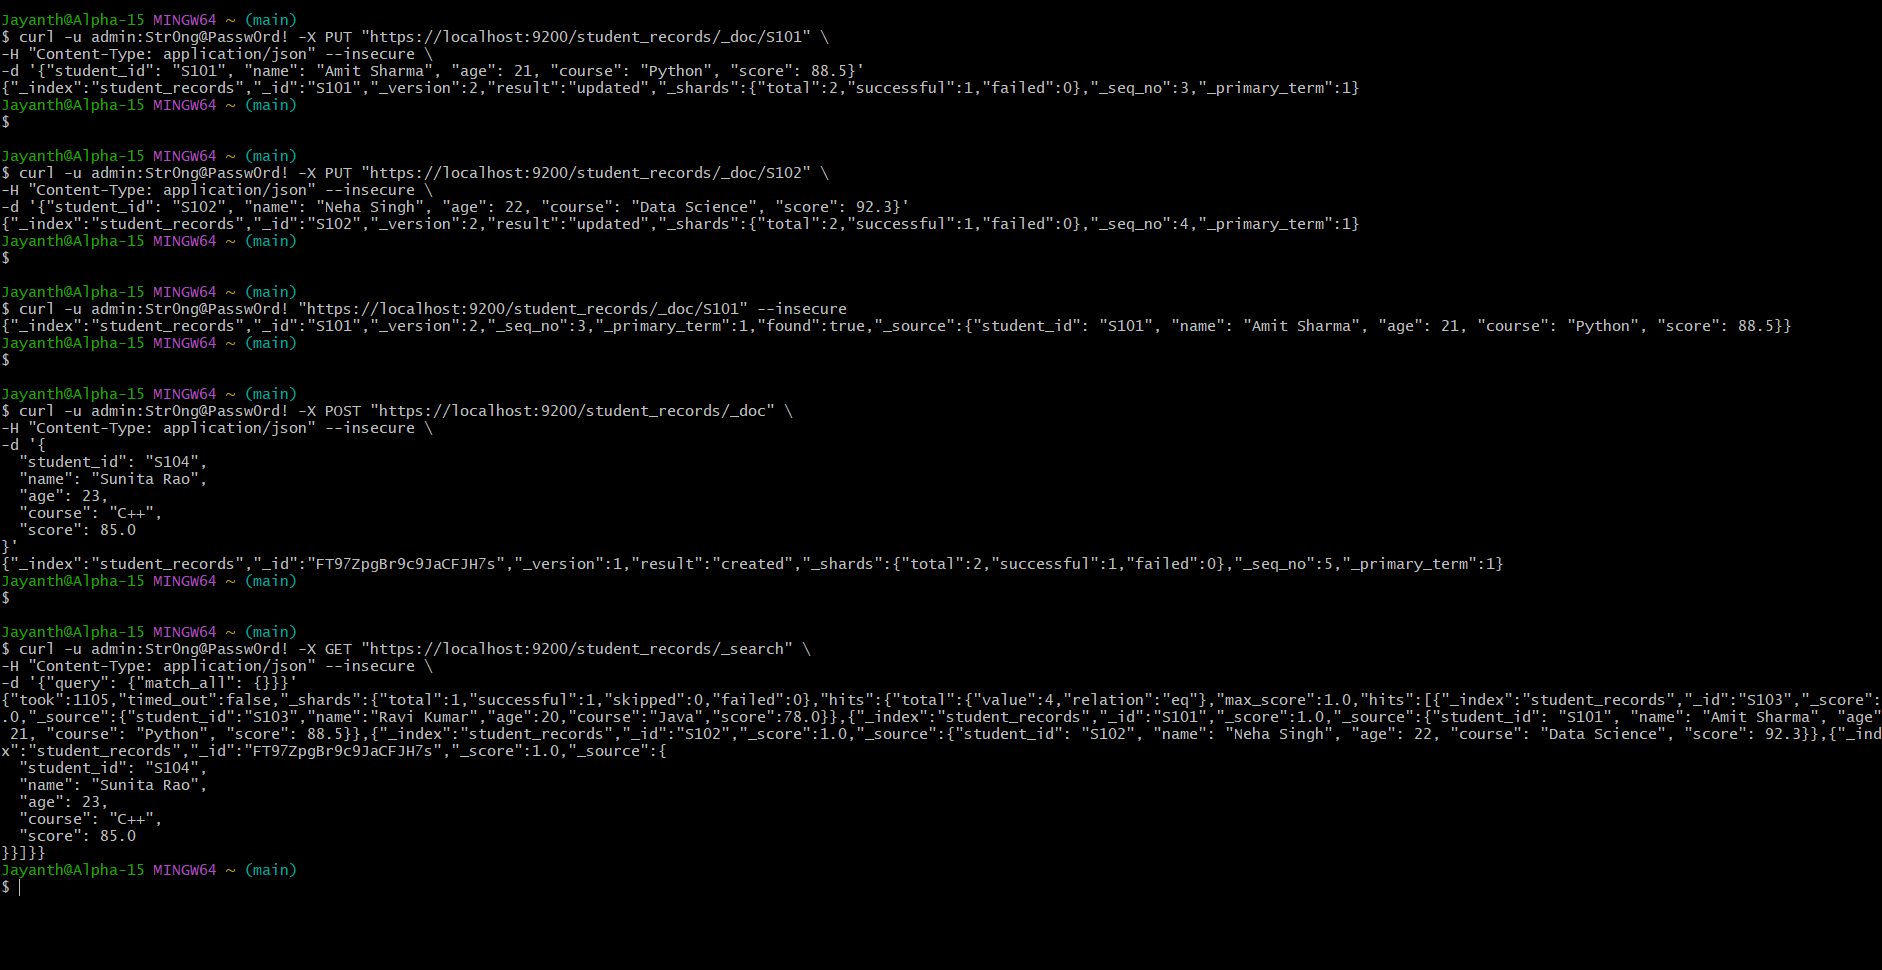 Jayanth@Alpha-15 MINGW64 ~ (main)
$ curl -u admin:Str0ng@Passw0rd! -X PUT "https://localhost:9200/student_records/_doc/S101" \
-H "Content-Type: application/json" --insecure \
-d '{"student_id": "S101", "name": "Amit Sharma", "age": 21, "course": "Python", "score": 88.5}'
{"_index":"student_records","_id":"S101","_version":2,"result":"updated","_shards":{"total":2,"successful":1,"failed":0},"_seq_no":3,"_primary_term":1}
Jayanth@Alpha-15 MINGW64 ~ (main)
$
Jayanth@Alpha-15 MINGW64 ~ (main)
$ curl -u admin:Str0ng@Passw0rd! -X PUT "https://localhost:9200/student_records/_doc/S102" \
-H "Content-Type: application/json" --insecure \
-d '{"student_id": "S102", "name": "Neha Singh", "age": 22, "course": "Data Science", "score": 92.3}'
{"_index":"student_records","_id":"S102","_version":2,"result":"updated","_shards":{"total":2,"successful":1,"failed":0},"_seq_no":4,"_primary_term":1}
Jayanth@Alpha-15 MINGW64 ~ (main)
$
Jayanth@Alpha-15 MINGW64 ~ (main)
$ curl -u admin:Str0ng@Passw0rd! "https://localhost:9200/student_records/_doc/S101" --insecure
{"_index":"student_records","_id":"S101","_version":2,"_seq_no":3,"_primary_term":1,"found":true,"_source":{"student_id": "S101", "name": "Amit Sharma", "age": 21, "course": "Python", "score": 88.5}}
Jayanth@Alpha-15 MINGW64 ~ (main)
$
Jayanth@Alpha-15 MINGW64 ~ (main)
$ curl -u admin:Str0ng@Passw0rd! -X POST "https://localhost:9200/student_records/_doc" \
-H "Content-Type: application/json" --insecure \
-d '{
  "student_id": "S104",
  "name": "Sunita Rao",
  "age": 23,
  "course": "C++",
  "score": 85.0
}'
{"_index":"student_records","_id":"FT97ZpgBr9c9JaCFJH7s","_version":1,"result":"created","_shards":{"total":2,"successful":1,"failed":0},"_seq_no":5,"_primary_term":1}
Jayanth@Alpha-15 MINGW64 ~ (main)
$
Jayanth@Alpha-15 MINGW64 ~ (main)
$ curl -u admin:Str0ng@Passw0rd! -X GET "https://localhost:9200/student_records/_search" \
-H "Content-Type: application/json" --insecure \
-d '{"query": {"match_all": {}}}'
{"took":1105,"timed_out":false,"_shards":{"total":1,"successful":1,"skipped":0,"failed":0},"hits":{"total":{"value":4,"relation":"eq"},"max_score":1.0,"hits":[{"_index":"student_records","_id":"S103","_score":
.0,"_source":{"student_id":"S103","name":"Ravi Kumar","age":20,"course":"Java","score":78.0}},{"_index":"student_records","_id":"S101","_score":1.0,"_source":{"student_id": "S101", "name": "Amit Sharma", "age"
 21, "course": "Python", "score": 88.5}},{"_index":"student_records","_id":"S102","_score":1.0,"_source":{"student_id": "S102", "name": "Neha Singh", "age": 22, "course": "Data Science", "score": 92.3}},{"_ind
x":"student_records","_id":"FT97ZpgBr9c9JaCFJH7s","_score":1.0,"_source":{
  "student_id": "S104",
  "name": "Sunita Rao",
  "age": 23,
  "course": "C++",
  "score": 85.0
}}]}}
Jayanth@Alpha-15 MINGW64 ~ (main)
$